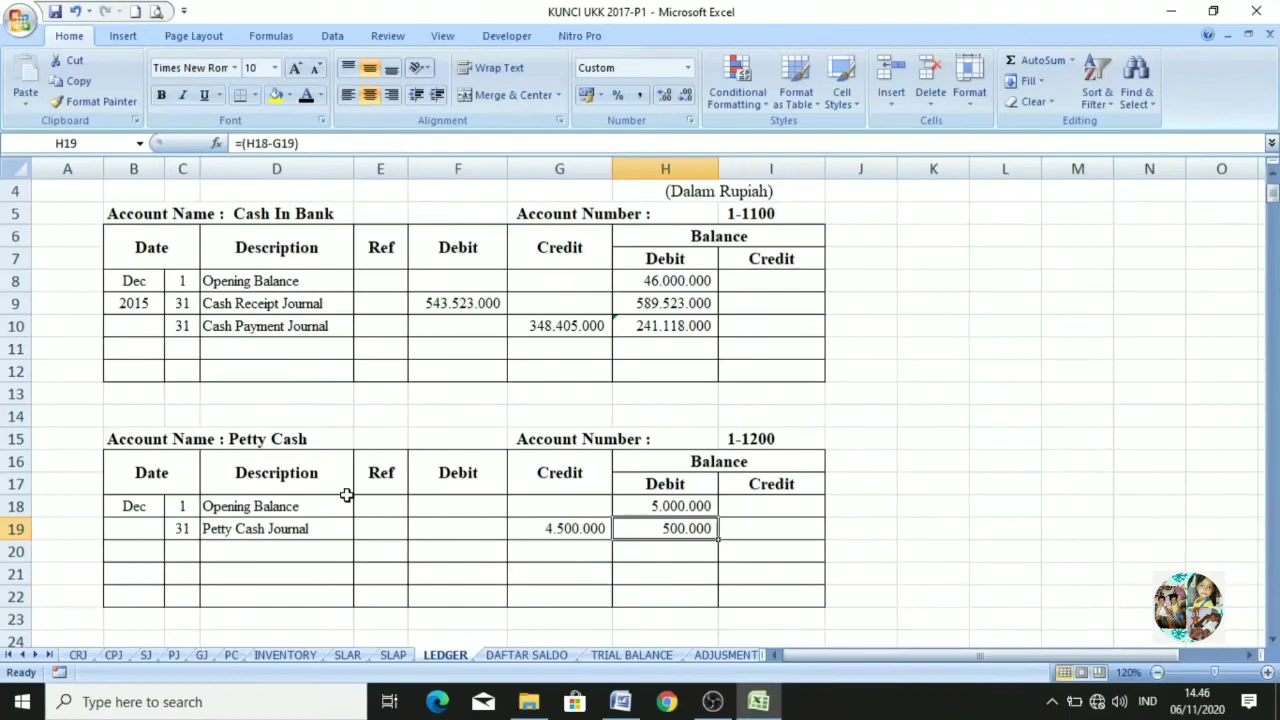 KUNCI UKK 2017-P1 - Microsoft Excel
Home Insert Page Layout Formulas Data Review View Developer Nitro Pro
Paste Cut Copy Format Painter Clipboard
Times New Ron 10 B I U A A A Font
Wrap Text Merge & Center Alignment
Custom % , Number
Conditional Formatting Format as Table Cell Styles Styles
Insert Delete Format Cells
Σ AutoSum Fill Clear Sort & Filter Find & Select Editing
H19 fx =(H18-G19)
A B C D E F G H I J K L M N O
4 (Dalam Rupiah)
5 Account Name : Cash In Bank Account Number : 1-1100
6 Date Description Ref Debit Credit Balance
7 Debit Credit
8 Dec 1 Opening Balance 46.000.000
9 2015 31 Cash Receipt Journal 543.523.000 589.523.000
10 31 Cash Payment Journal 348.405.000 241.118.000
11
12
13
14
15 Account Name : Petty Cash Account Number : 1-1200
16 Date Description Ref Debit Credit Balance
17 Debit Credit
18 Dec 1 Opening Balance 5.000.000
19 31 Petty Cash Journal 4.500.000 500.000
20
21
22
23
24
CRJ CPJ SJ PJ GJ PC INVENTORY SLAR SLAP LEDGER DAFTAR SALDO TRIAL BALANCE ADJUSMENT
Ready 120%
Type here to search IND 14.46
06/11/2020